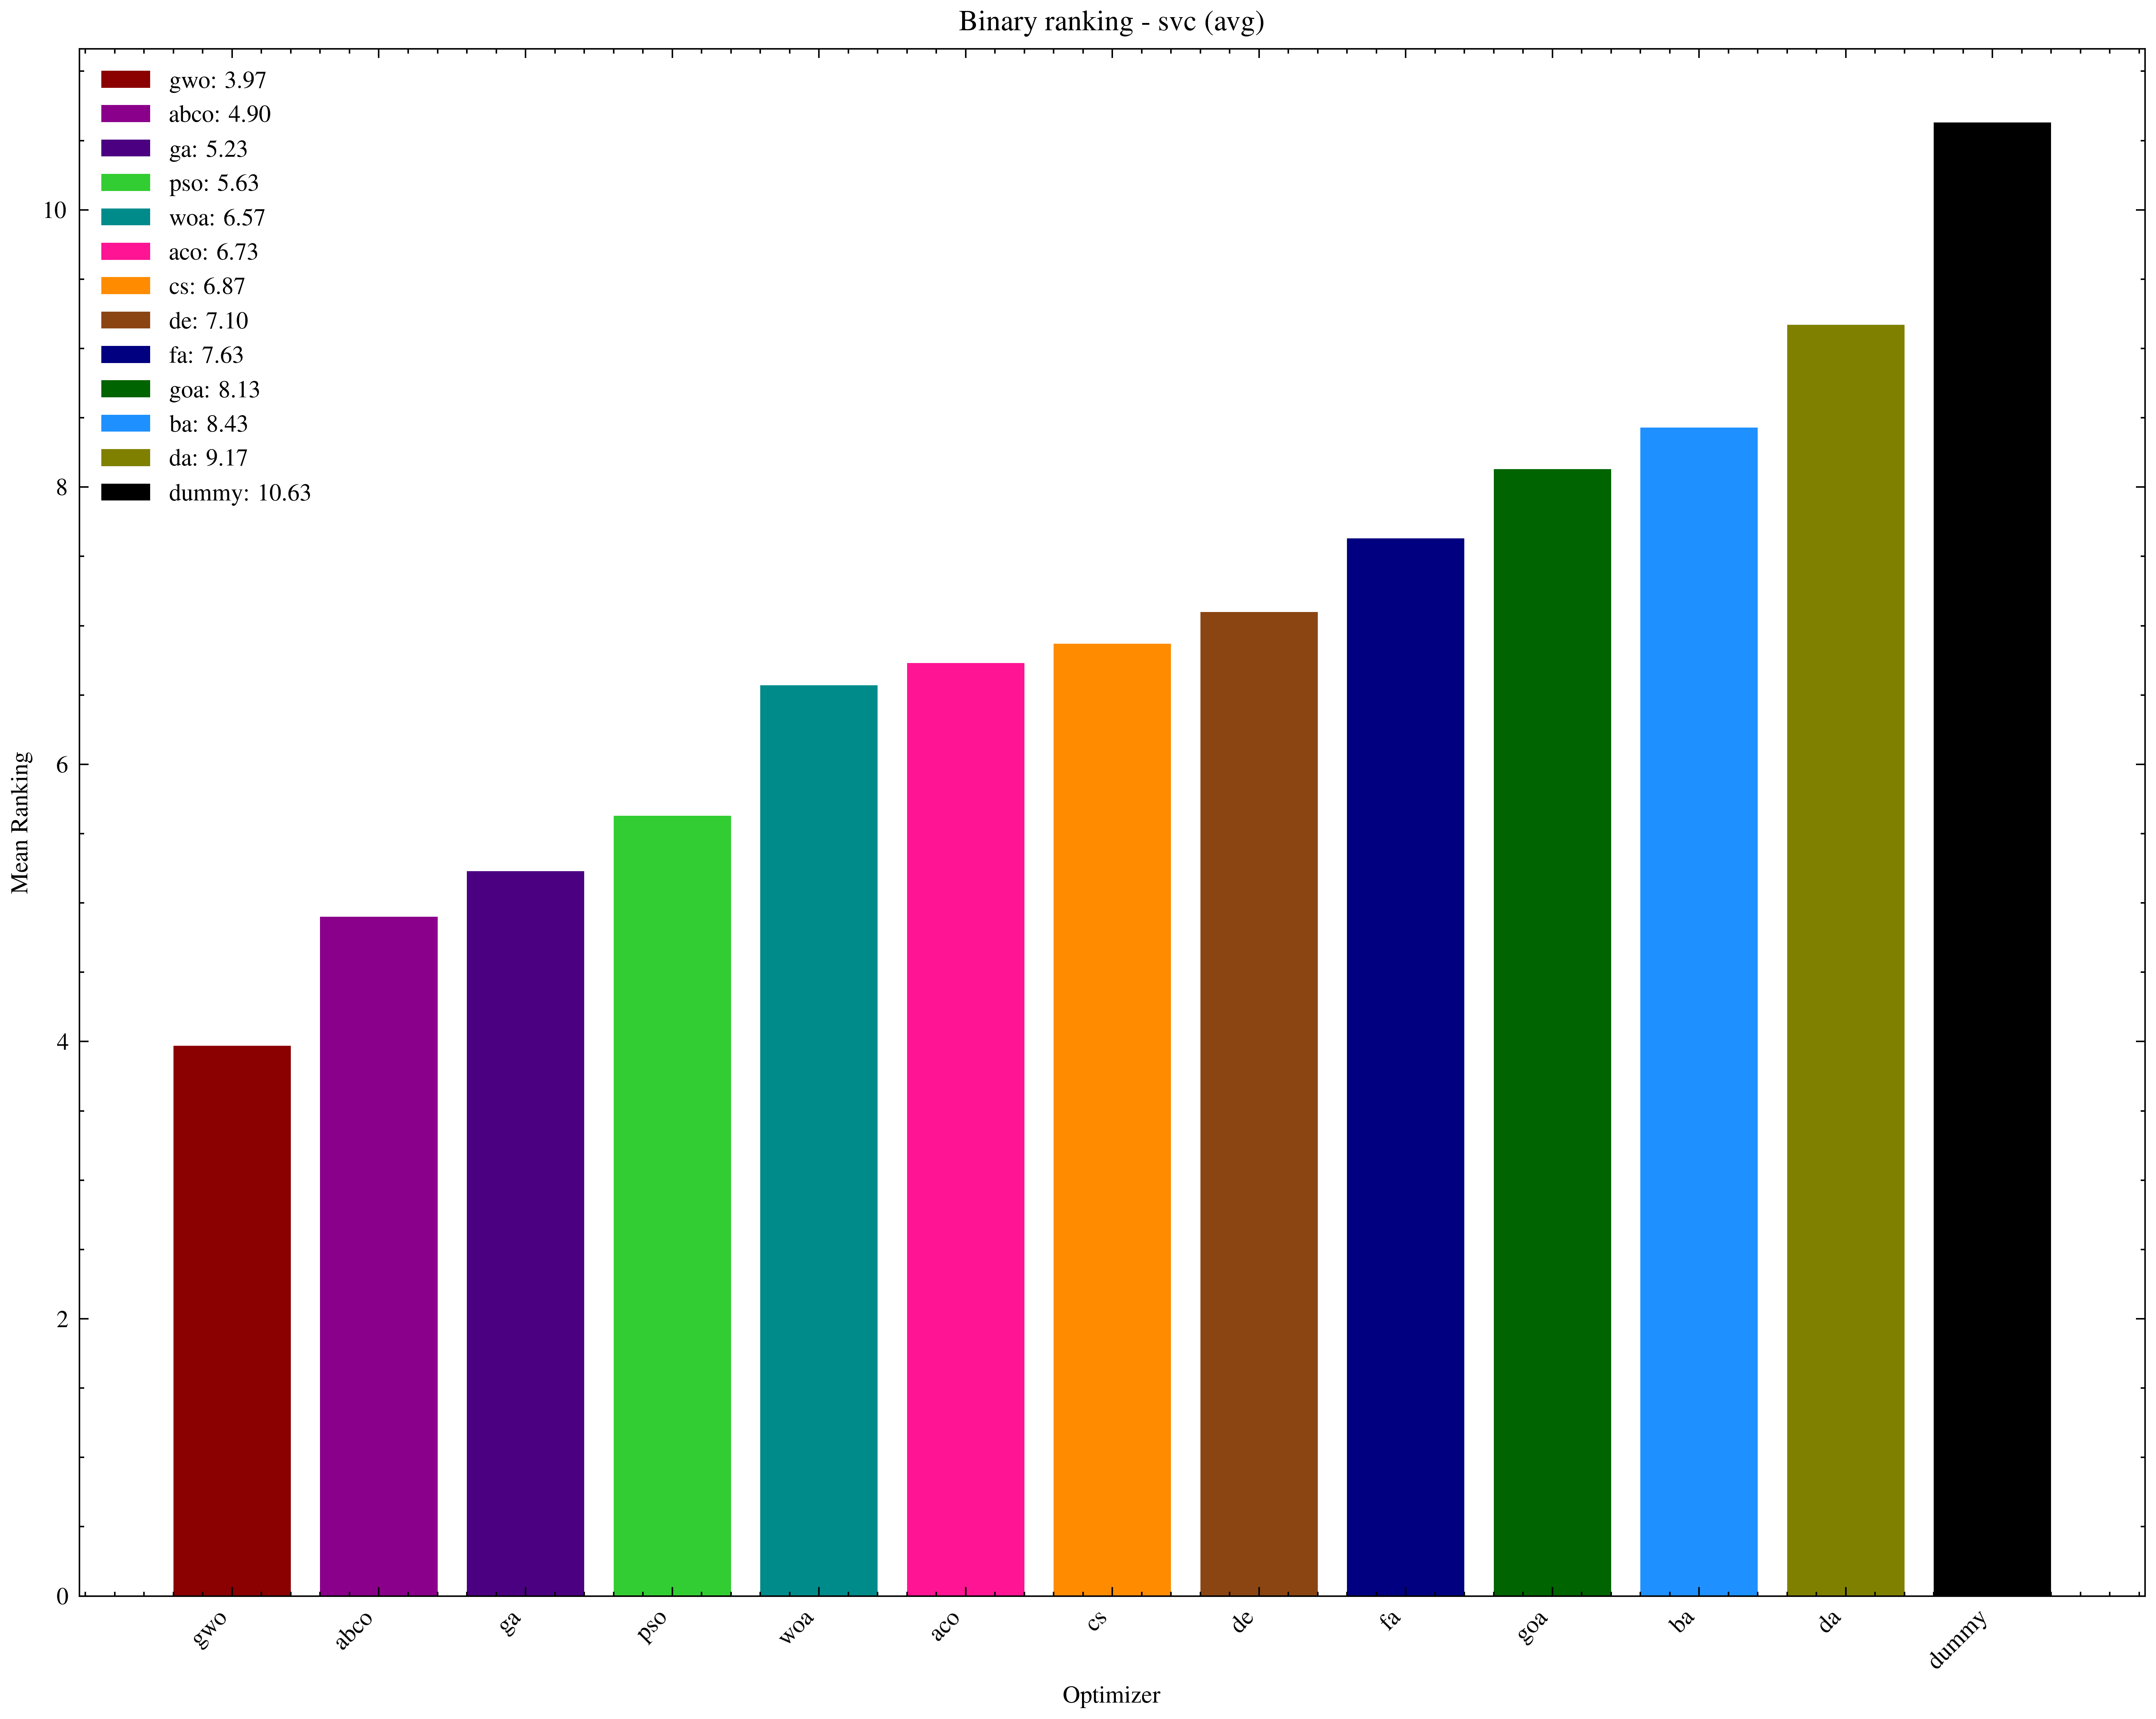 Binary ranking - svc (avg)
gwo: 3.97
abco: 4.90
ga: 5.23
pso: 5.63
woa: 6.57
aco: 6.73
cs: 6.87
de: 7.10
fa: 7.63
goa: 8.13
ba: 8.43
da: 9.17
dummy: 10.63
Mean Ranking
10
8
6
4
2
0
gwo
abco
ga
pso
woa
aco
cs
de
fa
goa
ba
da
dummy
Optimizer